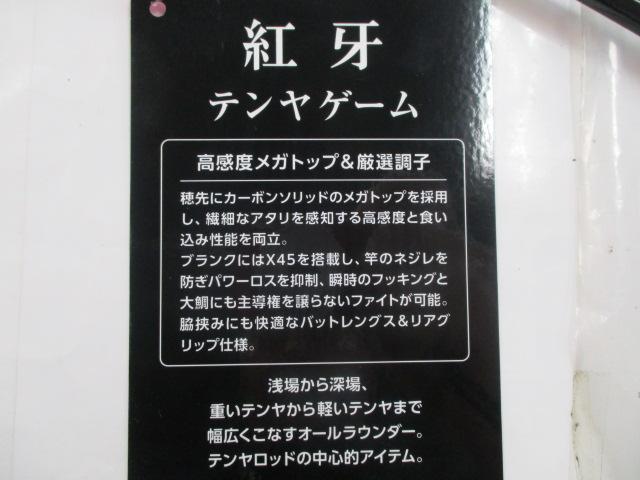 紅牙
テンヤゲーム
高感度メガトップ&厳選調子
穂先にカーボンソリッドのメガトップを採用
し、繊細なアタリを感知する高感度と食い
込み性能を両立。
ブランクにはX45を搭載し、竿のネジレを
防ぎパワーロスを抑制、瞬時のフッキングと
大鯛にも主導権を譲らないファイトが可能。
脇挟みにも快適なバットレングス&リアグ
リップ仕様。
浅場から深場、
重いテンヤから軽いテンヤまで
幅広くこなすオールラウンダー。
テンヤロッドの中心的アイテム。